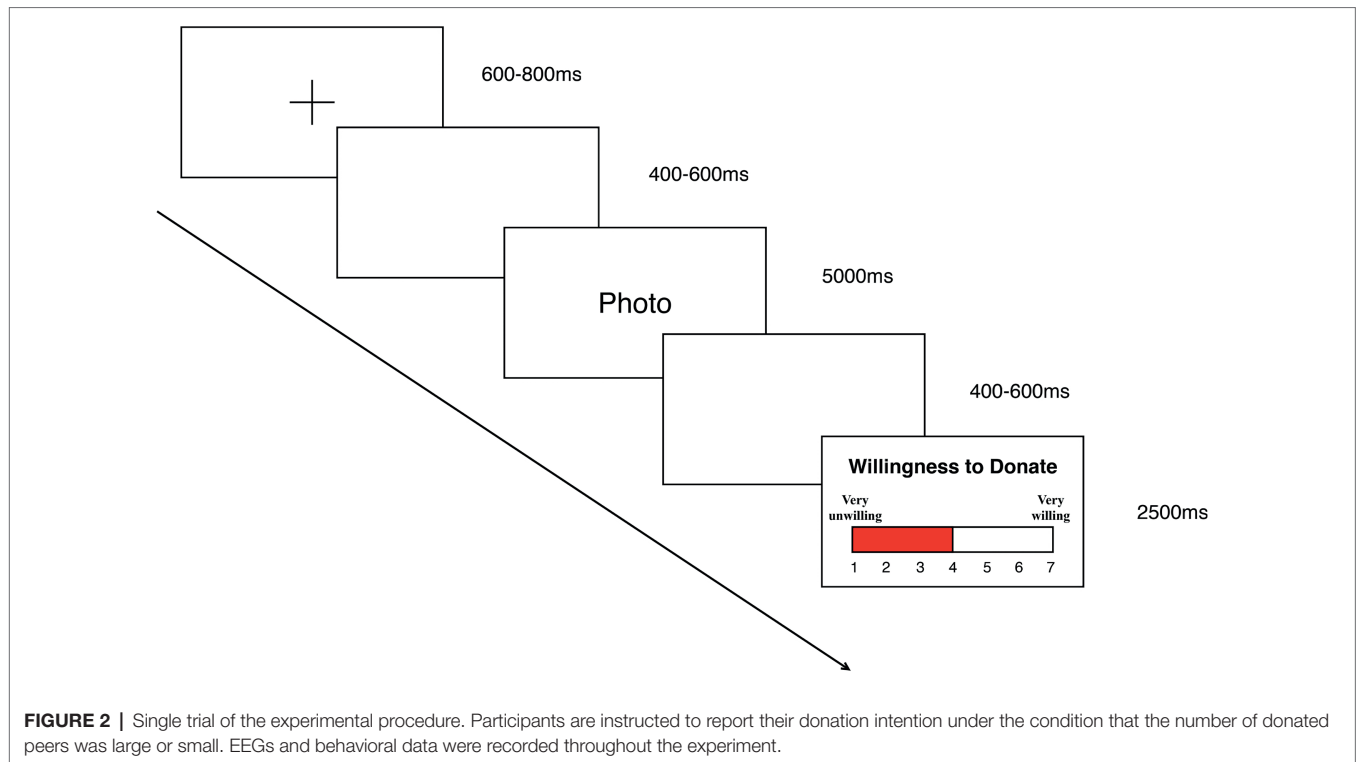 600-800ms
400-600ms
5000ms
Photo
400-600ms
Willingness to Donate
Very
unwilling
Very
willing
2500ms
1 2 3 4 5 6 7
FIGURE 2 | Single trial of the experimental procedure. Participants are instructed to report their donation intention under the condition that the number of donated
peers was large or small. EEGs and behavioral data were recorded throughout the experiment.